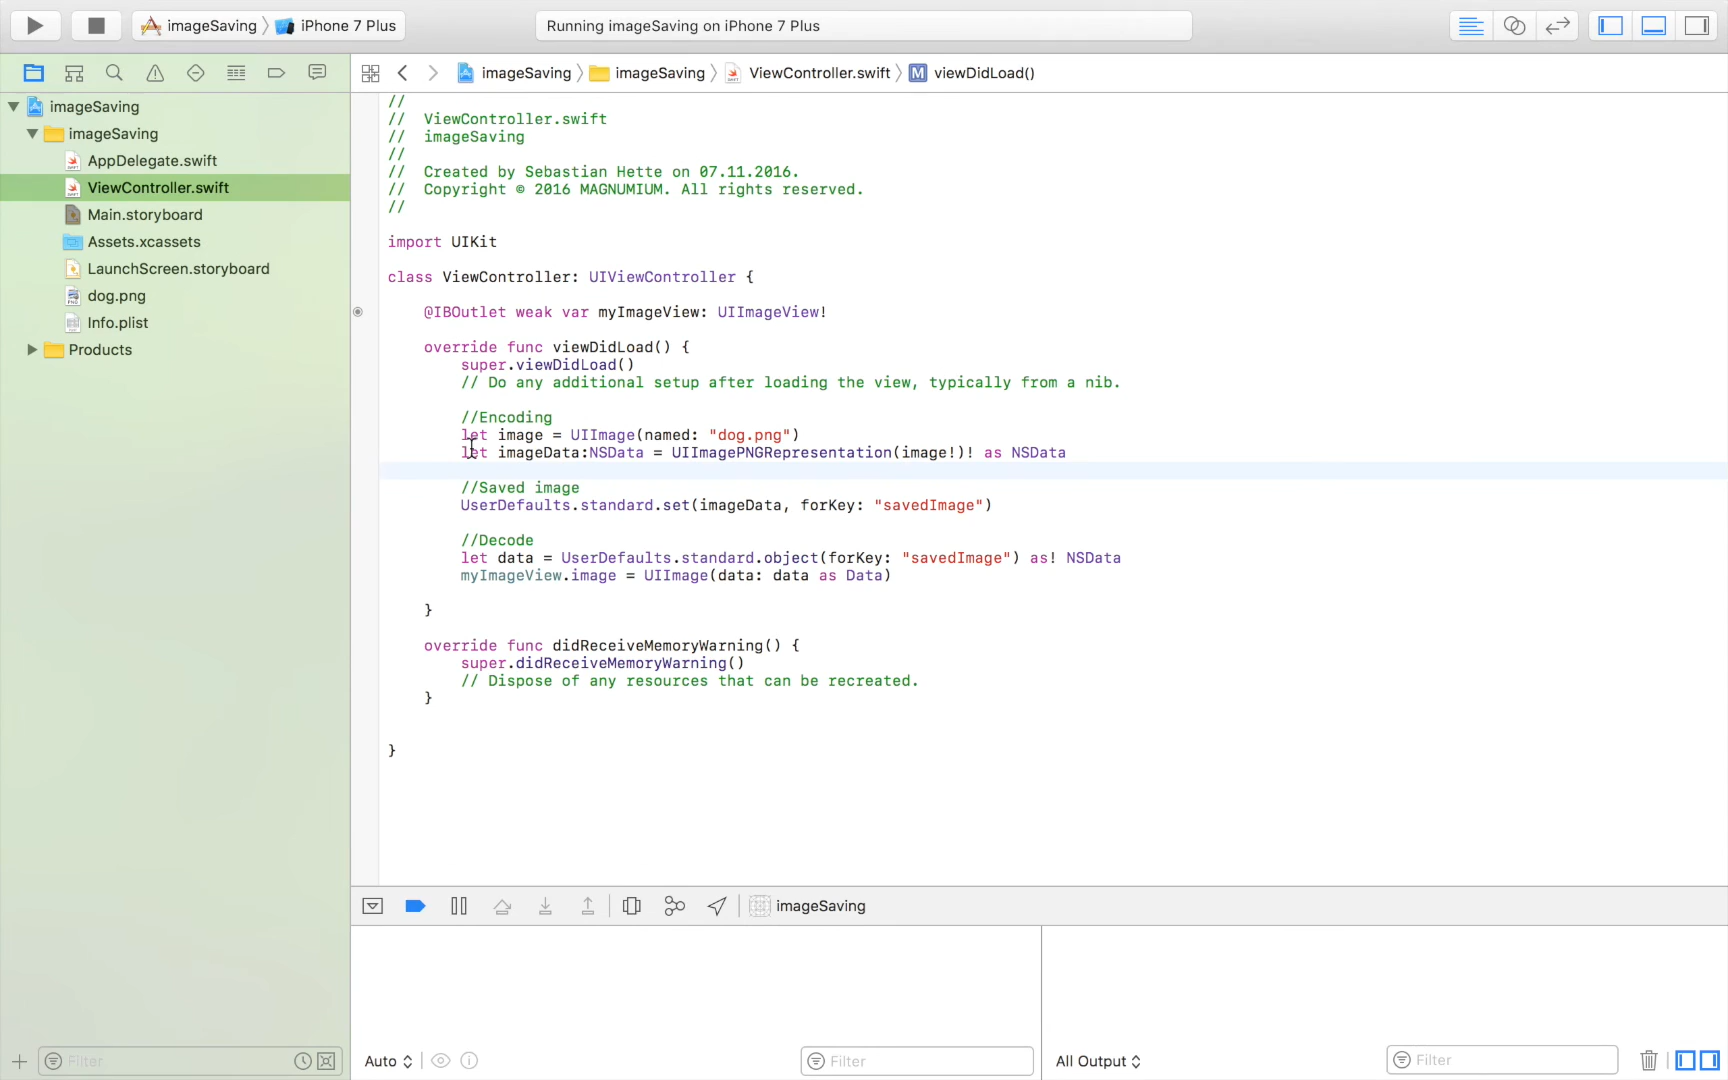 imageSaving iPhone 7 Plus Running imageSaving on iPhone 7 Plus
imageSaving imageSaving ViewController.swift M viewDidLoad()
imageSaving
imageSaving
AppDelegate.swift
ViewController.swift
Main.storyboard
Assets.xcassets
LaunchScreen.storyboard
dog.png
Info.plist
Products
//
// ViewController.swift
// imageSaving
//
// Created by Sebastian Hette on 07.11.2016.
// Copyright © 2016 MAGNUMIUM. All rights reserved.
//
import UIKit
class ViewController: UIViewController {
@IBOutlet weak var myImageView: UIImageView!
override func viewDidLoad() {
super.viewDidLoad()
// Do any additional setup after loading the view, typically from a nib.
//Encoding
let image = UIImage(named: "dog.png")
let imageData:NSData = UIImagePNGRepresentation(image!)! as NSData
//Saved image
UserDefaults.standard.set(imageData, forKey: "savedImage")
//Decode
let data = UserDefaults.standard.object(forKey: "savedImage") as! NSData
myImageView.image = UIImage(data: data as Data)
}
override func didReceiveMemoryWarning() {
super.didReceiveMemoryWarning()
// Dispose of any resources that can be recreated.
}
}
imageSaving
Filter
Auto Filter All Output Filter